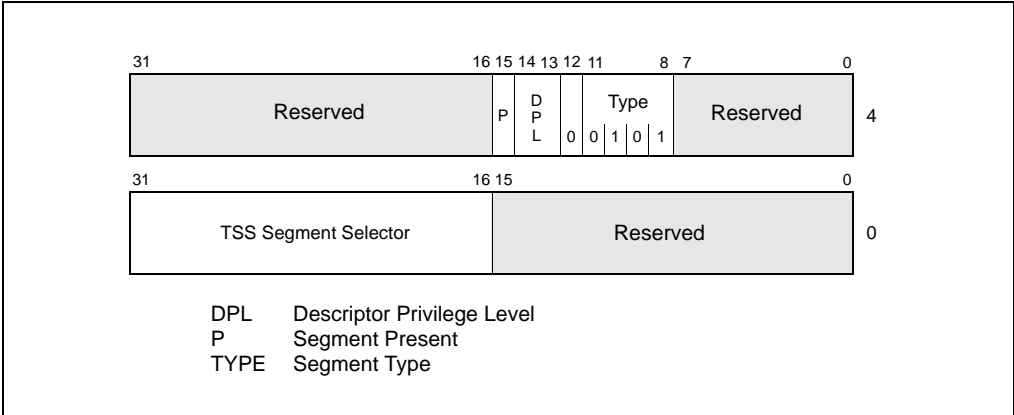 31 16 15 14 13 12 11 8 7 0
Reserved P DPL 0 Type 0 1 0 1 Reserved 4
31 16 15 0
TSS Segment Selector Reserved 0
DPL Descriptor Privilege Level
P Segment Present
TYPE Segment Type